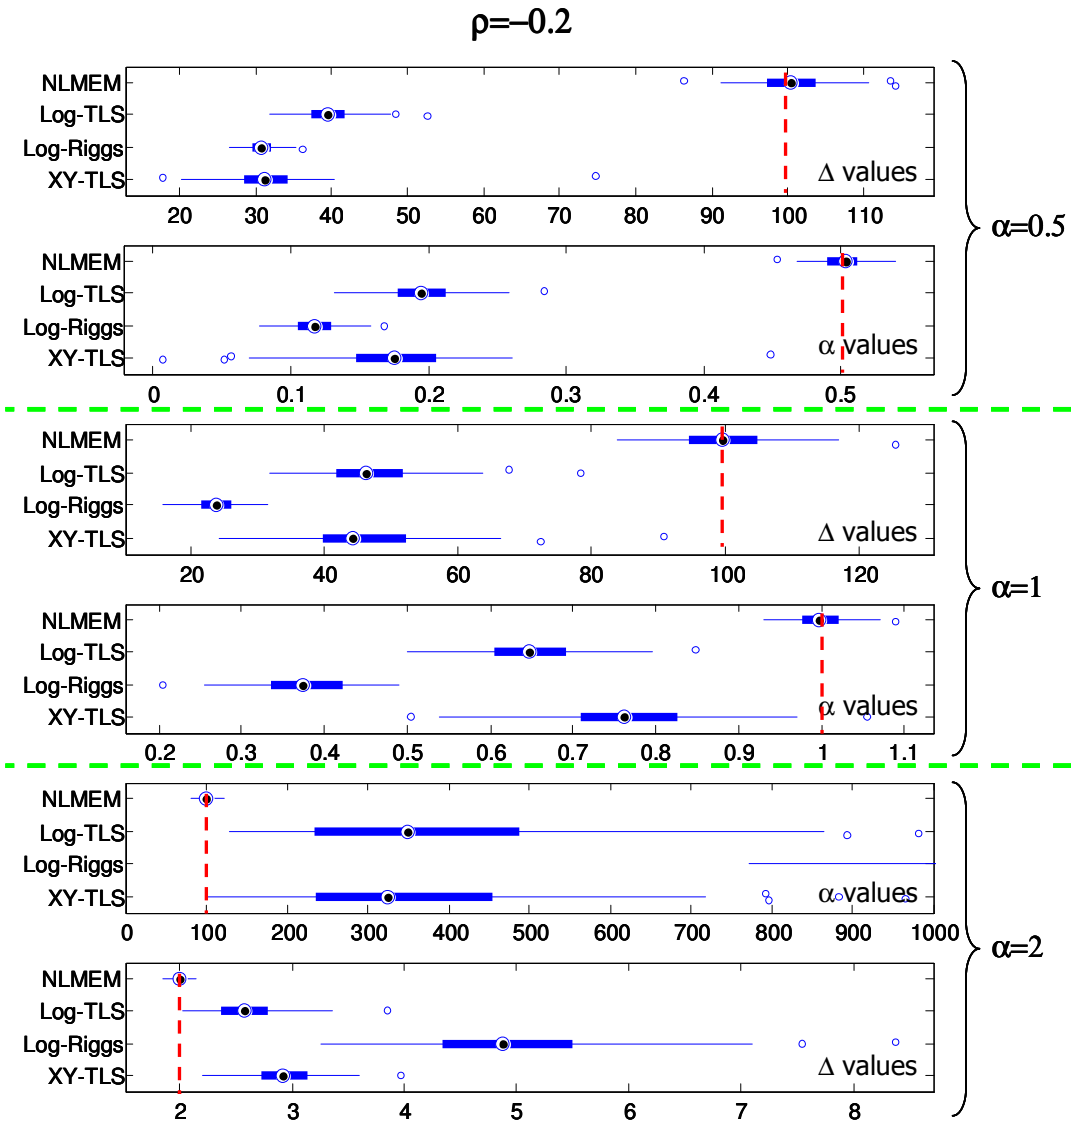 ρ=−0.2
NLMEM
Log-TLS
Log-Riggs
XY-TLS
Δ values
20 30 40 50 60 70 80 90 100 110
α=0.5
NLMEM
Log-TLS
Log-Riggs
XY-TLS
α values
0 0.1 0.2 0.3 0.4 0.5
NLMEM
Log-TLS
Log-Riggs
XY-TLS
Δ values
20 40 60 80 100 120
α=1
NLMEM
Log-TLS
Log-Riggs
XY-TLS
α values
0.2 0.3 0.4 0.5 0.6 0.7 0.8 0.9 1 1.1
NLMEM
Log-TLS
Log-Riggs
XY-TLS
α values
0 100 200 300 400 500 600 700 800 900 1000
α=2
NLMEM
Log-TLS
Log-Riggs
XY-TLS
Δ values
2 3 4 5 6 7 8